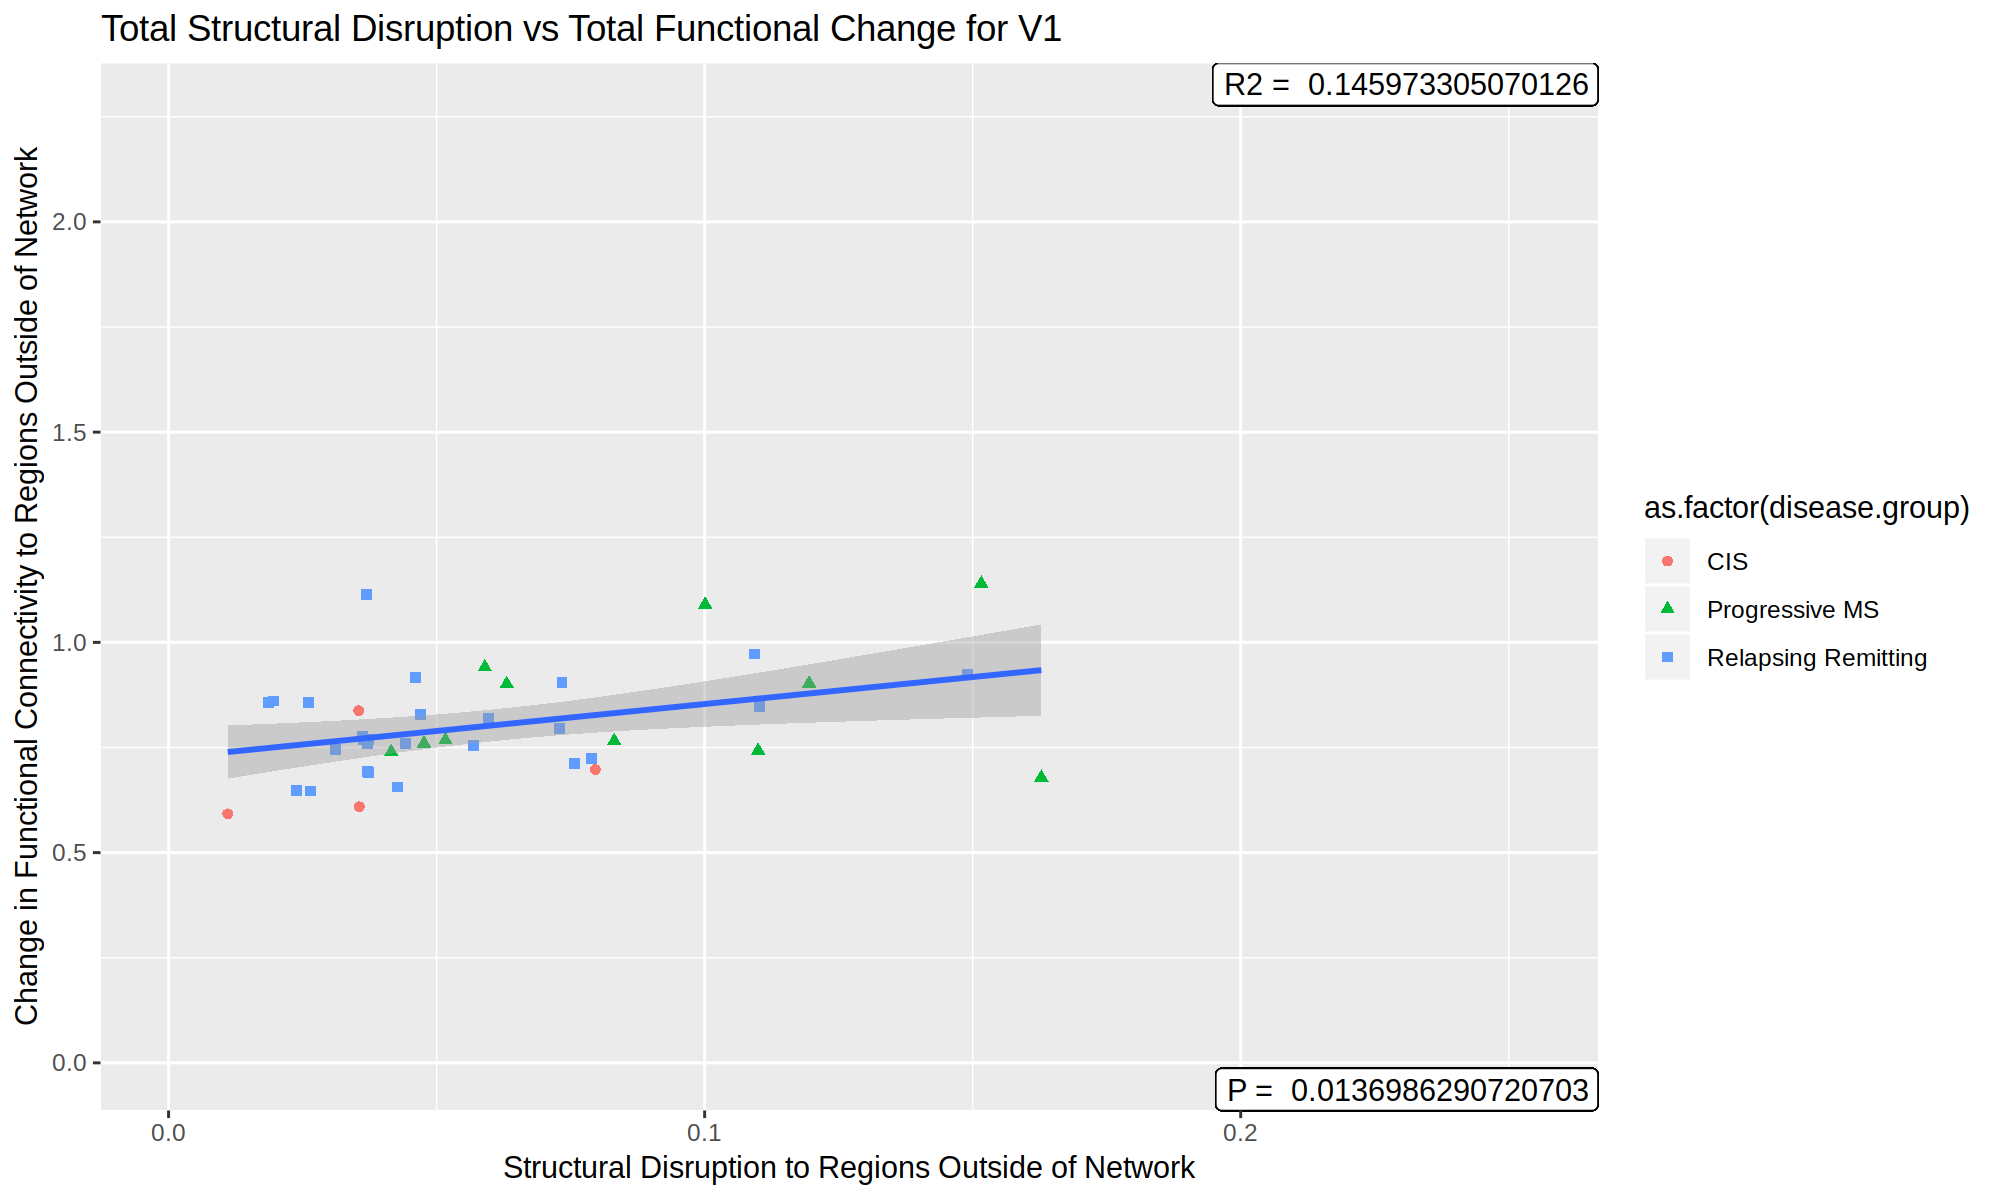 Total Structural Disruption vs Total Functional Change for V1
R2 =  0.145973305070126
Change in Functional Connectivity to Regions Outside of Network
2.0
1.5
1.0
0.5
0.0
as.factor(disease.group)
CIS
Progressive MS
Relapsing Remitting
P =  0.0136986290720703
0.0
0.1
0.2
Structural Disruption to Regions Outside of Network